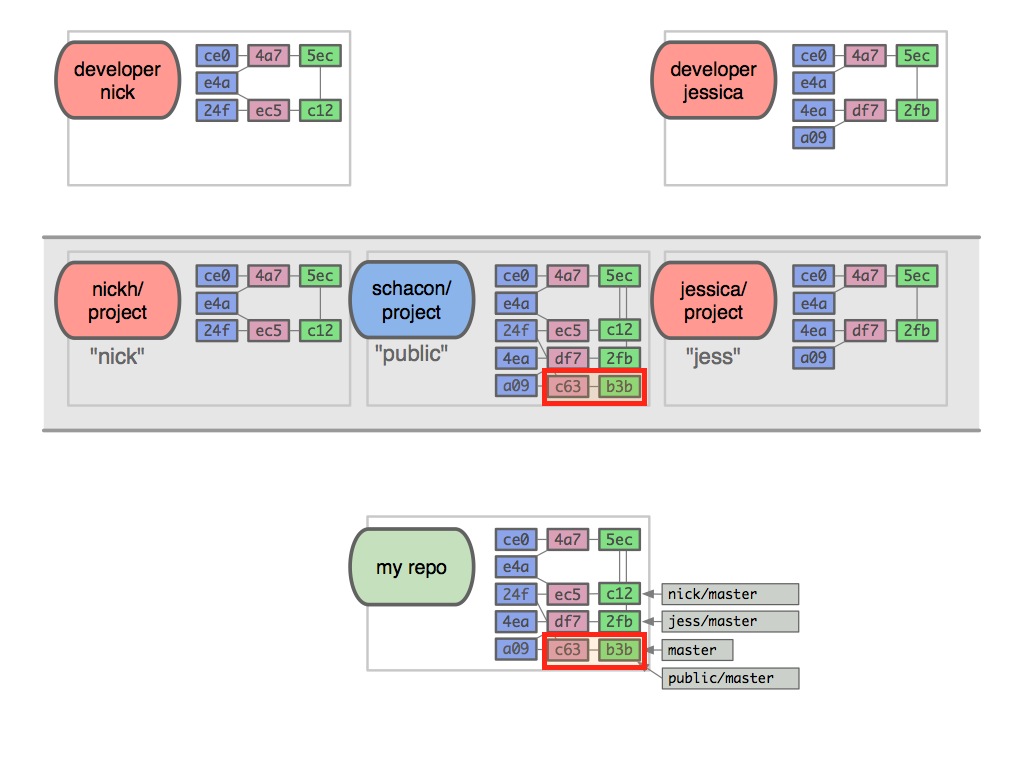 developer
nick
ce0 4a7 5ec
e4a
24f ec5 c12
developer
jessica
ce0 4a7 5ec
e4a
4ea df7 2fb
a09
nickh/
project
"nick"
ce0 4a7 5ec
e4a
24f ec5 c12
schacon/
project
"public"
ce0 4a7 5ec
e4a
24f ec5 c12
4ea df7 2fb
a09 c63 b3b
jessica/
project
"jess"
ce0 4a7 5ec
e4a
4ea df7 2fb
a09
my repo
ce0 4a7 5ec
e4a
24f ec5 c12 nick/master
4ea df7 2fb jess/master
a09 c63 b3b master
public/master